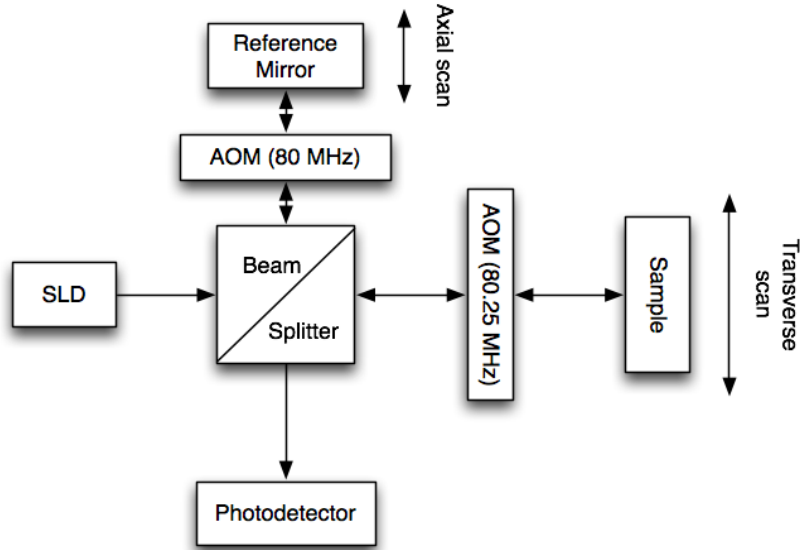 Reference
Mirror
Axial scan
AOM (80 MHz)
Beam
Splitter
SLD
AOM (80.25 MHz)
Sample
Transverse
scan
Photodetector